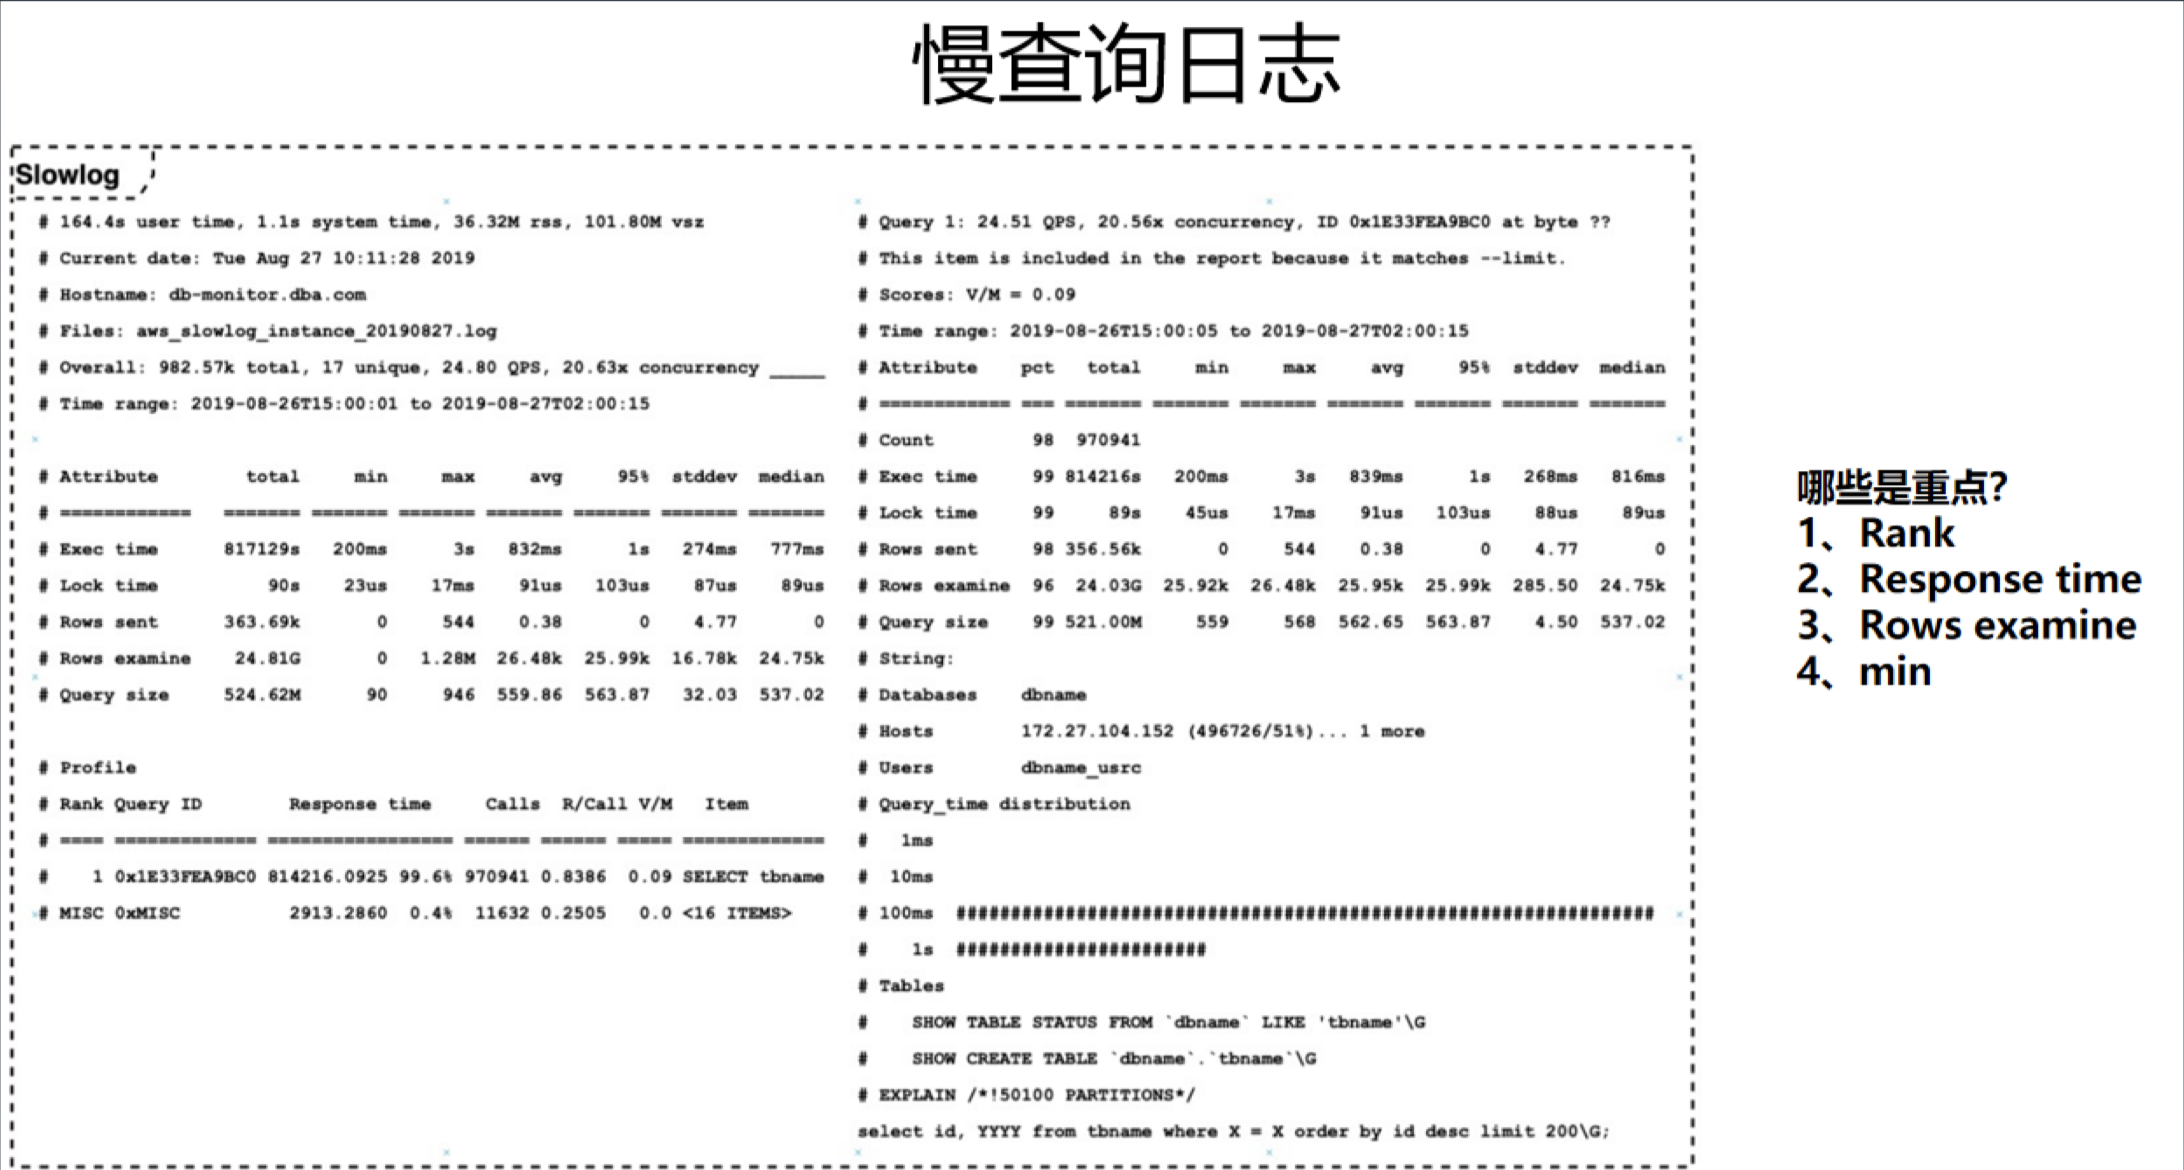 慢查询日志
Slowlog
# 164.4s user time, 1.1s system time, 36.32M rss, 101.80M vsz
# Current date: Tue Aug 27 10:11:28 2019
# Hostname: db-monitor.dba.com
# Files: aws_slowlog_instance_20190827.log
# Overall: 982.57k total, 17 unique, 24.80 QPS, 20.63x concurrency _____
# Time range: 2019-08-26T15:00:01 to 2019-08-27T02:00:15
# Attribute total min max avg 95% stddev median
# ============ ======= ======= ======= ======= ======= ======= =======
# Exec time 817129s 200ms 3s 832ms 1s 274ms 777ms
# Lock time 90s 23us 17ms 91us 103us 87us 89us
# Rows sent 363.69k 0 544 0.38 0 4.77 0
# Rows examine 24.81G 0 1.28M 26.48k 25.99k 16.78k 24.75k
# Query size 524.62M 90 946 559.86 563.87 32.03 537.02
# Profile
# Rank Query ID Response time Calls R/Call V/M Item
# ==== ============= ================= ====== ====== ===== =============
# 1 0x1E33FEA9BC0 814216.0925 99.6% 970941 0.8386 0.09 SELECT tbname
# MISC 0xMISC 2913.2860 0.4% 11632 0.2505 0.0 <16 ITEMS>
# Query 1: 24.51 QPS, 20.56x concurrency, ID 0x1E33FEA9BC0 at byte ??
# This item is included in the report because it matches --limit.
# Scores: V/M = 0.09
# Time range: 2019-08-26T15:00:05 to 2019-08-27T02:00:15
# Attribute pct total min max avg 95% stddev median
# ============ === ======= ======= ======= ======= ======= ======= =======
# Count 98 970941
# Exec time 99 814216s 200ms 3s 839ms 1s 268ms 816ms
# Lock time 99 89s 45us 17ms 91us 103us 88us 89us
# Rows sent 98 356.56k 0 544 0.38 0 4.77 0
# Rows examine 96 24.03G 25.92k 26.48k 25.95k 25.99k 285.50 24.75k
# Query size 99 521.00M 559 568 562.65 563.87 4.50 537.02
# String:
# Databases dbname
# Hosts 172.27.104.152 (496726/51%)... 1 more
# Users dbname_usrc
# Query_time distribution
# 1ms
# 10ms
# 100ms ################################################################
# 1s #######################
# Tables
# SHOW TABLE STATUS FROM `dbname` LIKE 'tbname'\G
# SHOW CREATE TABLE `dbname`.`tbname`\G
# EXPLAIN /*!50100 PARTITIONS*/
select id, YYYY from tbname where X = X order by id desc limit 200\G;
哪些是重点?
1、Rank
2、Response time
3、Rows examine
4、min